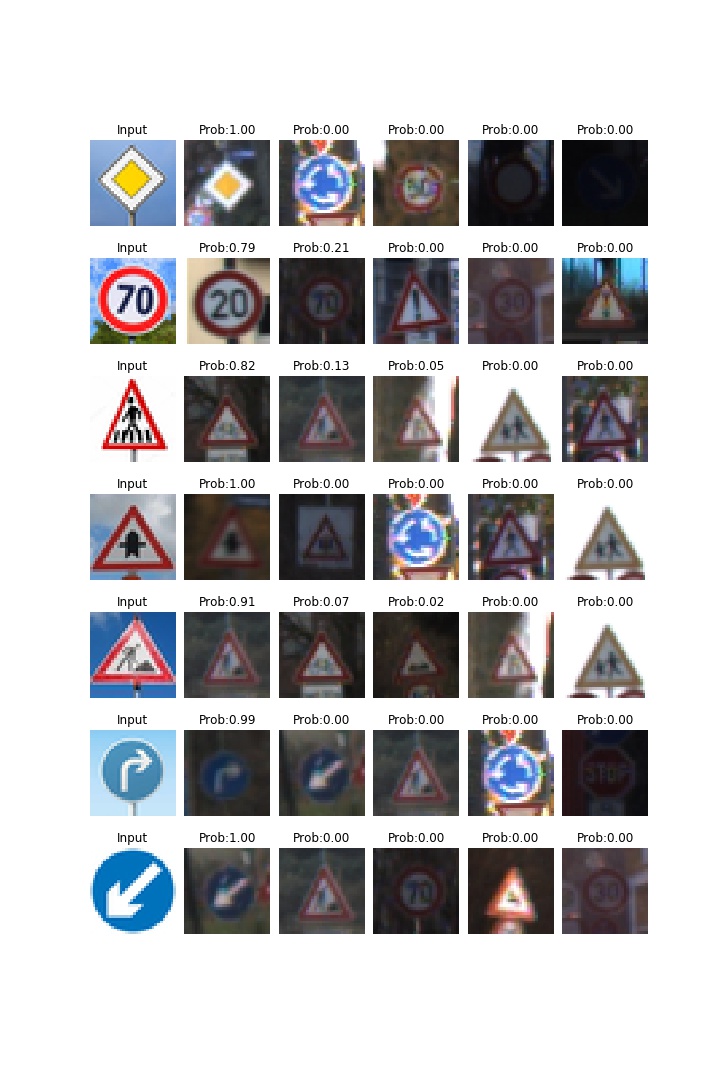 Input Prob:1.00 Prob:0.00 Prob:0.00 Prob:0.00 Prob:0.00
Input Prob:0.79 Prob:0.21 Prob:0.00 Prob:0.00 Prob:0.00
70 20 70 30
Input Prob:0.82 Prob:0.13 Prob:0.05 Prob:0.00 Prob:0.00
Input Prob:1.00 Prob:0.00 Prob:0.00 Prob:0.00 Prob:0.00
Input Prob:0.91 Prob:0.07 Prob:0.02 Prob:0.00 Prob:0.00
Input Prob:0.99 Prob:0.00 Prob:0.00 Prob:0.00 Prob:0.00
STOP
Input Prob:1.00 Prob:0.00 Prob:0.00 Prob:0.00 Prob:0.00
70 30